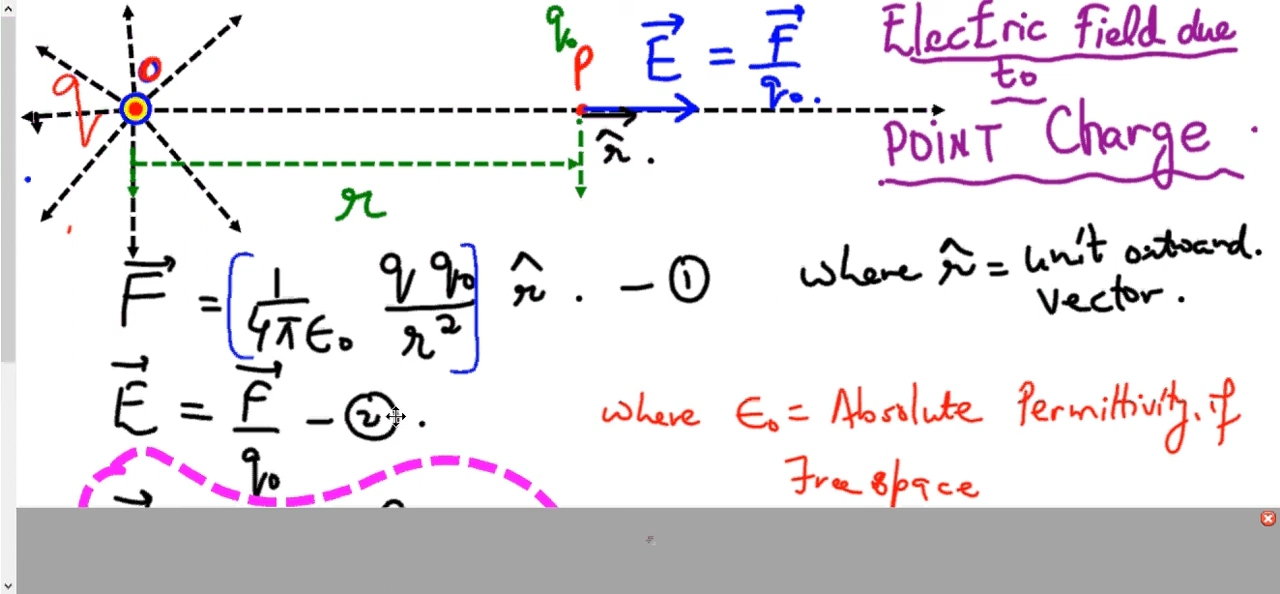 Electric Field due
to
POINT Charge .
q
O
q₀
P
E⃗ = F⃗/q₀ .
r̂ .
r
F⃗ = [1/4πϵ₀ q q₀/r²] r̂ . – ①
where r̂ = unit outward.
vector .
E⃗ = F⃗/q₀ – ② .
where ϵ₀ = Absolute Permittivity. if
Free space